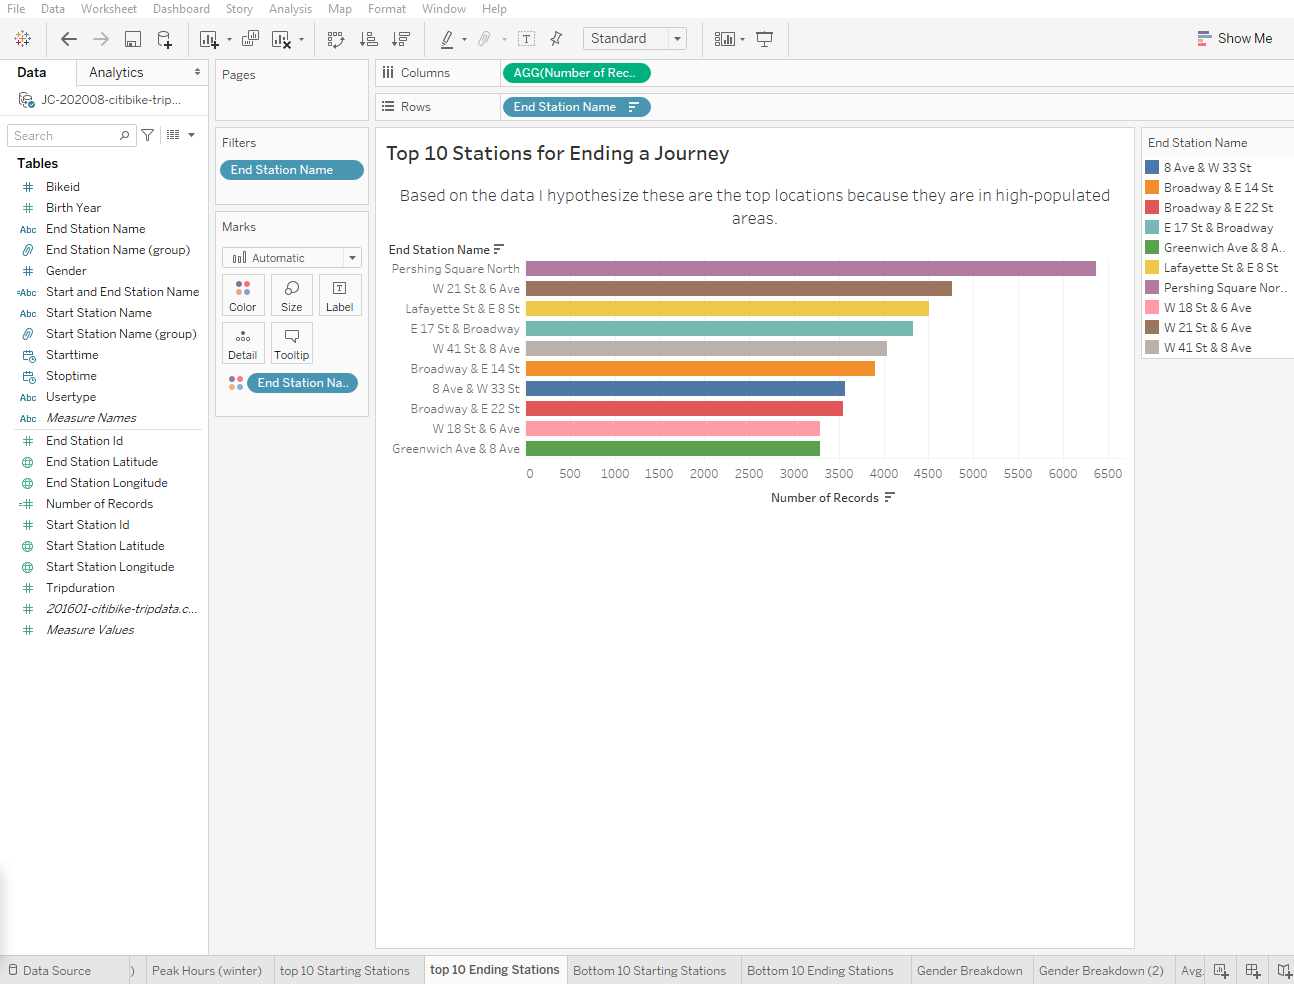 File Data Worksheet Dashboard Story Analysis Map Format Window Help
Standard
Show Me
Data
Analytics
JC-202008-citibike-trip...
Search
Tables
Bikeid
Birth Year
Abc End Station Name
End Station Name (group)
Gender
=Abc Start and End Station Name
Abc Start Station Name
Start Station Name (group)
Starttime
Stoptime
Abc Usertype
Abc Measure Names
End Station Id
End Station Latitude
End Station Longitude
Number of Records
Start Station Id
Start Station Latitude
Start Station Longitude
Tripduration
201601-citibike-tripdata.c...
Measure Values
Pages
Filters
End Station Name
Marks
Automatic
Color
Size
T
Label
Detail
Tooltip
End Station Na..
Columns
AGG(Number of Rec..
Rows
End Station Name
Top 10 Stations for Ending a Journey
Based on the data I hypothesize these are the top locations because they are in high-populated
areas.
End Station Name
Pershing Square North
W 21 St & 6 Ave
Lafayette St & E 8 St
E 17 St & Broadway
W 41 St & 8 Ave
Broadway & E 14 St
8 Ave & W 33 St
Broadway & E 22 St
W 18 St & 6 Ave
Greenwich Ave & 8 Ave
0 500 1000 1500 2000 2500 3000 3500 4000 4500 5000 5500 6000 6500
Number of Records
End Station Name
8 Ave & W 33 St
Broadway & E 14 St
Broadway & E 22 St
E 17 St & Broadway
Greenwich Ave & 8 A..
Lafayette St & E 8 St
Pershing Square Nor..
W 18 St & 6 Ave
W 21 St & 6 Ave
W 41 St & 8 Ave
Data Source
)
Peak Hours (winter)
top 10 Starting Stations
top 10 Ending Stations
Bottom 10 Starting Stations
Bottom 10 Ending Stations
Gender Breakdown
Gender Breakdown (2)
Avg.